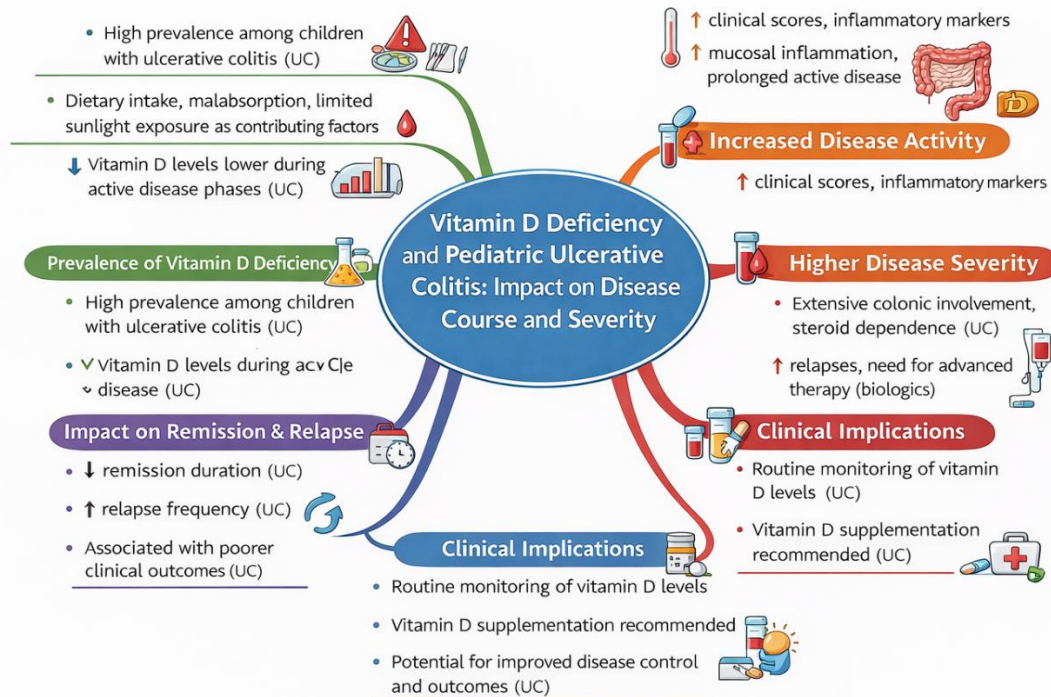 • High prevalence among children
with ulcerative colitis (UC)
• Dietary intake, malabsorption, limited
sunlight exposure as contributing factors
↓ Vitamin D levels lower during
active disease phases (UC)
Prevalence of Vitamin D Deficiency
• High prevalence among children
with ulcerative colitis (UC)
• Vitamin D levels during
disease (UC)
Impact on Remission & Relapse
• ↓ remission duration (UC)
• ↑ relapse frequency (UC)
• Associated with poorer
clinical outcomes (UC)
Vitamin D Deficiency
and Pediatric Ulcerative
Colitis: Impact on Disease
Course and Severity
↑ clinical scores, inflammatory markers
↑ mucosal inflammation,
prolonged active disease
D
Increased Disease Activity
↑ clinical scores, inflammatory markers
Higher Disease Severity
• Extensive colonic involvement,
steroid dependence (UC)
↑ relapses, need for advanced
therapy (biologics)
Clinical Implications
• Routine monitoring of vitamin
D levels (UC)
• Vitamin D supplementation
recommended (UC)
Clinical Implications
• Routine monitoring of vitamin D levels
• Vitamin D supplementation recommended
• Potential for improved disease control
and outcomes (UC)